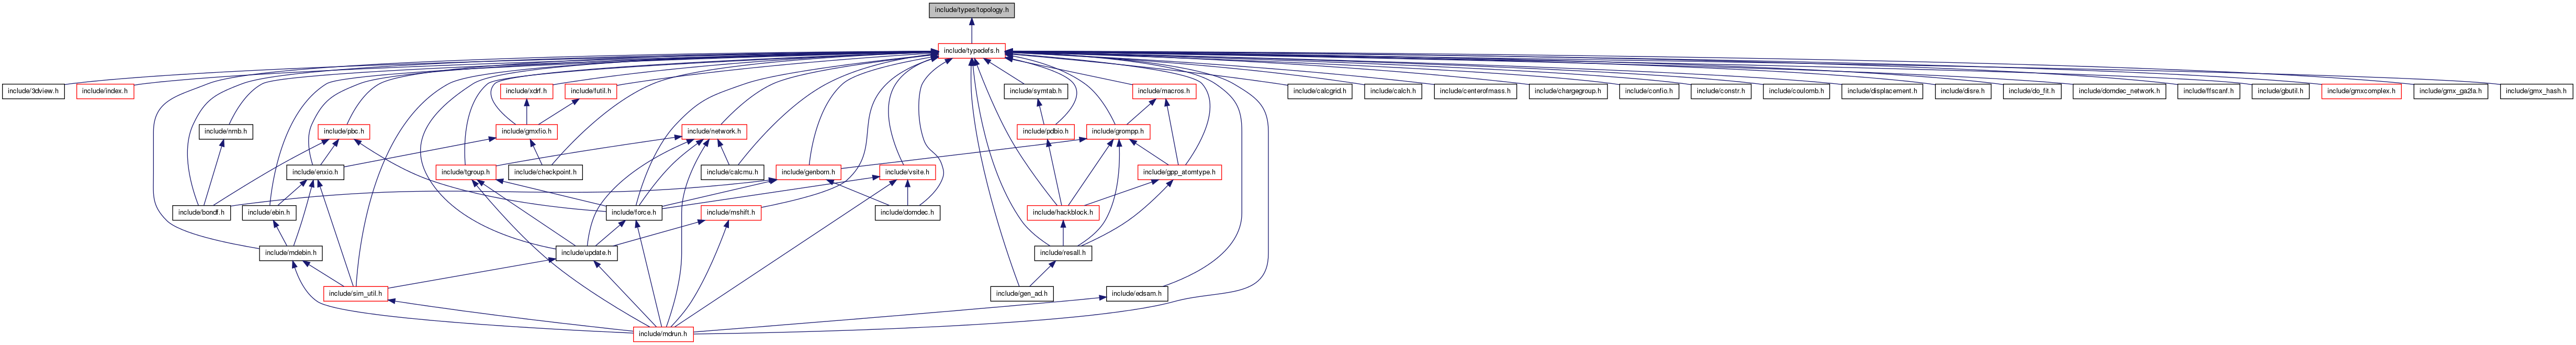 include/types/topology.h
include/typedefs.h
include/3dview.h
include/index.h
include/xdrf.h
include/futil.h
include/symtab.h
include/macros.h
include/calcgrid.h
include/calch.h
include/centerofmass.h
include/chargegroup.h
include/confio.h
include/constr.h
include/coulomb.h
include/displacement.h
include/disre.h
include/do_fit.h
include/domdec_network.h
include/ffscanf.h
include/gbutil.h
include/gmxcomplex.h
include/gmx_ga2la.h
include/gmx_hash.h
include/nrnb.h
include/pbc.h
include/gmxfio.h
include/network.h
include/pdbio.h
include/grompp.h
include/enxio.h
include/tgroup.h
include/checkpoint.h
include/calcmu.h
include/genborn.h
include/vsite.h
include/gpp_atomtype.h
include/bondf.h
include/ebin.h
include/force.h
include/mshift.h
include/domdec.h
include/hackblock.h
include/mdebin.h
include/update.h
include/resall.h
include/sim_util.h
include/gen_ad.h
include/edsam.h
include/mdrun.h